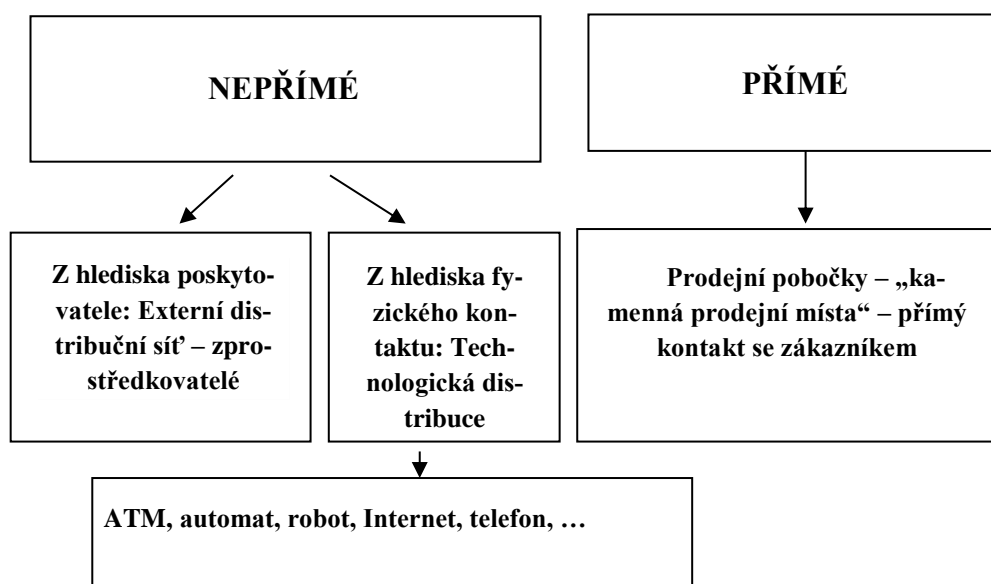 NEPŘÍMÉ
PŘÍMÉ
Z hlediska poskyto-
vatele: Externí dis-
tribuční síť – zpro-
středkovatelé
Z hlediska fy-
zického kon-
taktu: Tech-
nologická dis-
tribuce
Prodejní pobočky – „ka-
menná prodejní místa“ – přímý
kontakt se zákazníkem
ATM, automat, robot, Internet, telefon, …